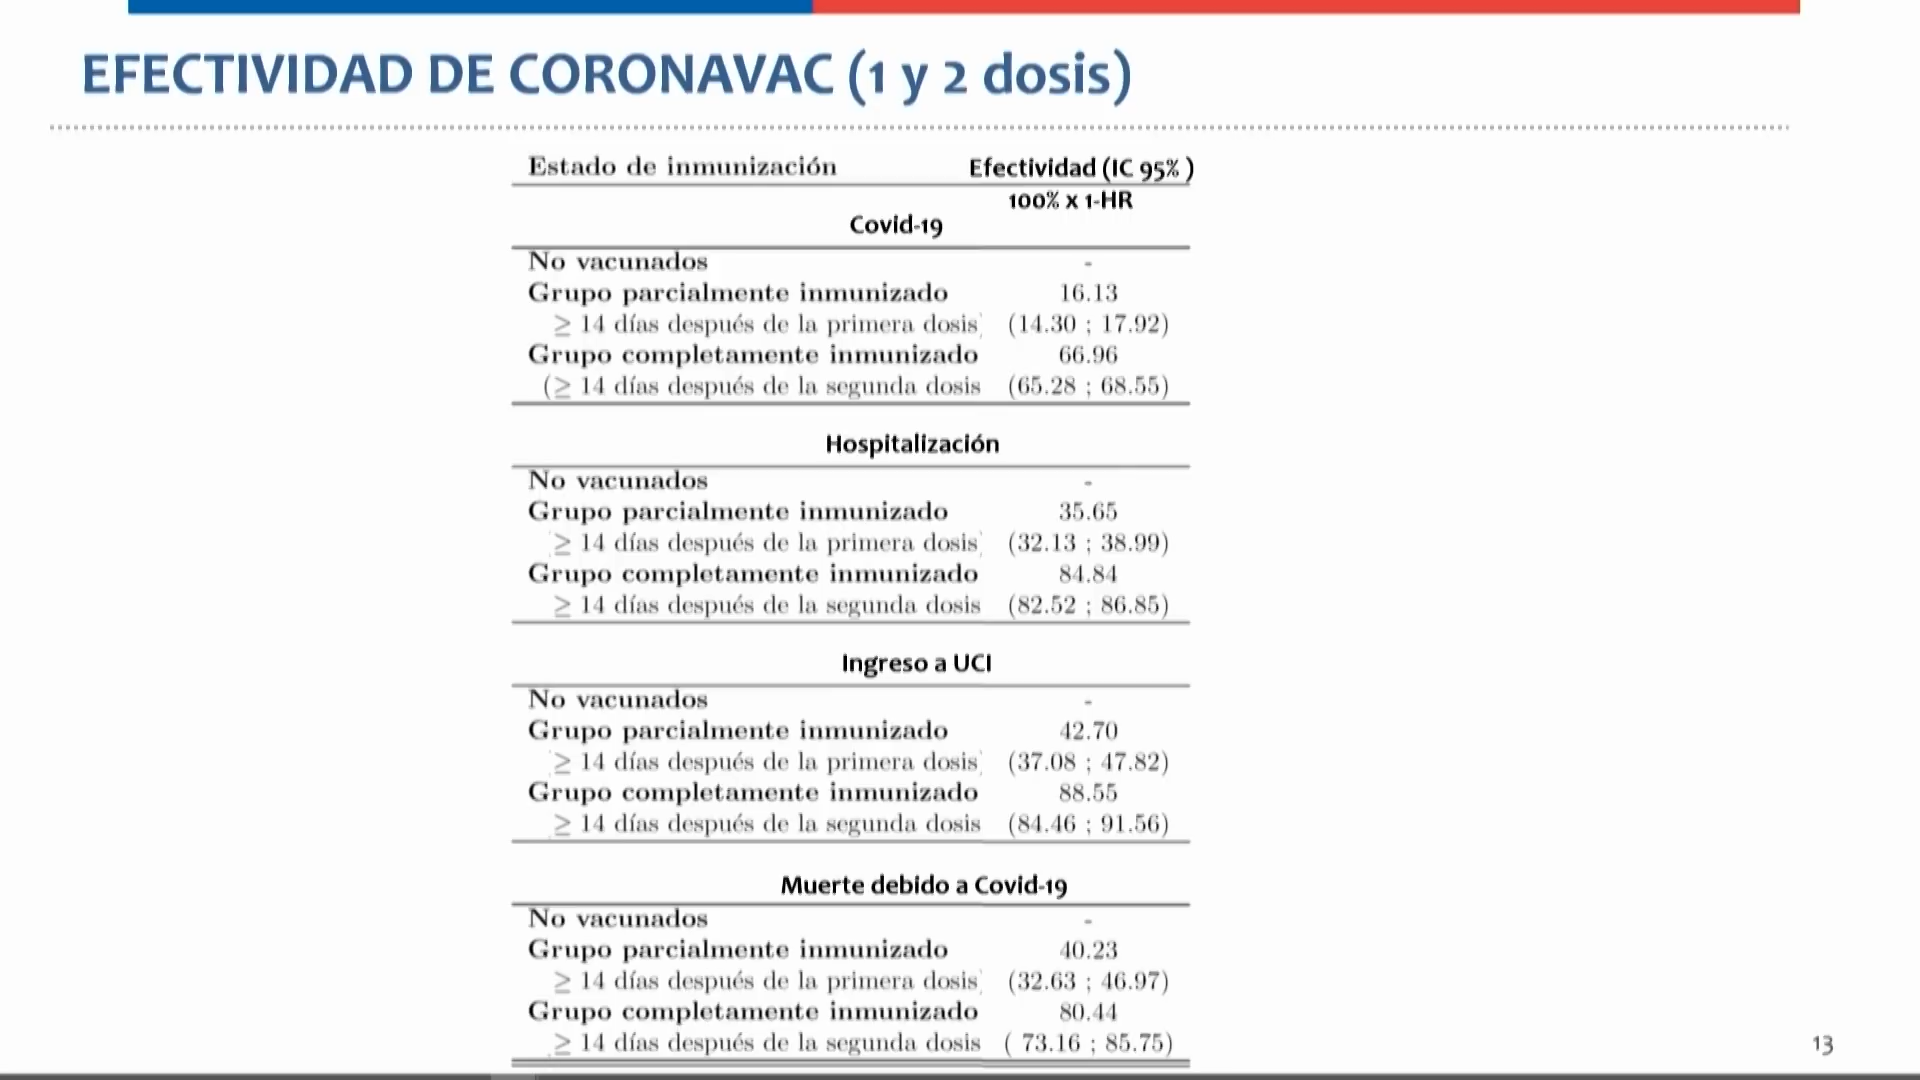 EFECTIVIDAD DE CORONAVAC (1 y 2 dosis)
Estado de inmunización Efectividad (IC 95% )
100% x 1-HR
Covid-19
No vacunados -
Grupo parcialmente inmunizado 16.13
≥ 14 días después de la primera dosis) (14.30 ; 17.92)
Grupo completamente inmunizado 66.96
(≥ 14 días después de la segunda dosis (65.28 ; 68.55)
Hospitalización
No vacunados -
Grupo parcialmente inmunizado 35.65
≥ 14 días después de la primera dosis) (32.13 ; 38.99)
Grupo completamente inmunizado 84.84
≥ 14 días después de la segunda dosis (82.52 ; 86.85)
Ingreso a UCI
No vacunados -
Grupo parcialmente inmunizado 42.70
≥ 14 días después de la primera dosis) (37.08 ; 47.82)
Grupo completamente inmunizado 88.55
≥ 14 días después de la segunda dosis (84.46 ; 91.56)
Muerte debido a Covid-19
No vacunados -
Grupo parcialmente inmunizado 40.23
≥ 14 días después de la primera dosis) (32.63 ; 46.97)
Grupo completamente inmunizado 80.44
≥ 14 días después de la segunda dosis ( 73.16 ; 85.75)
13